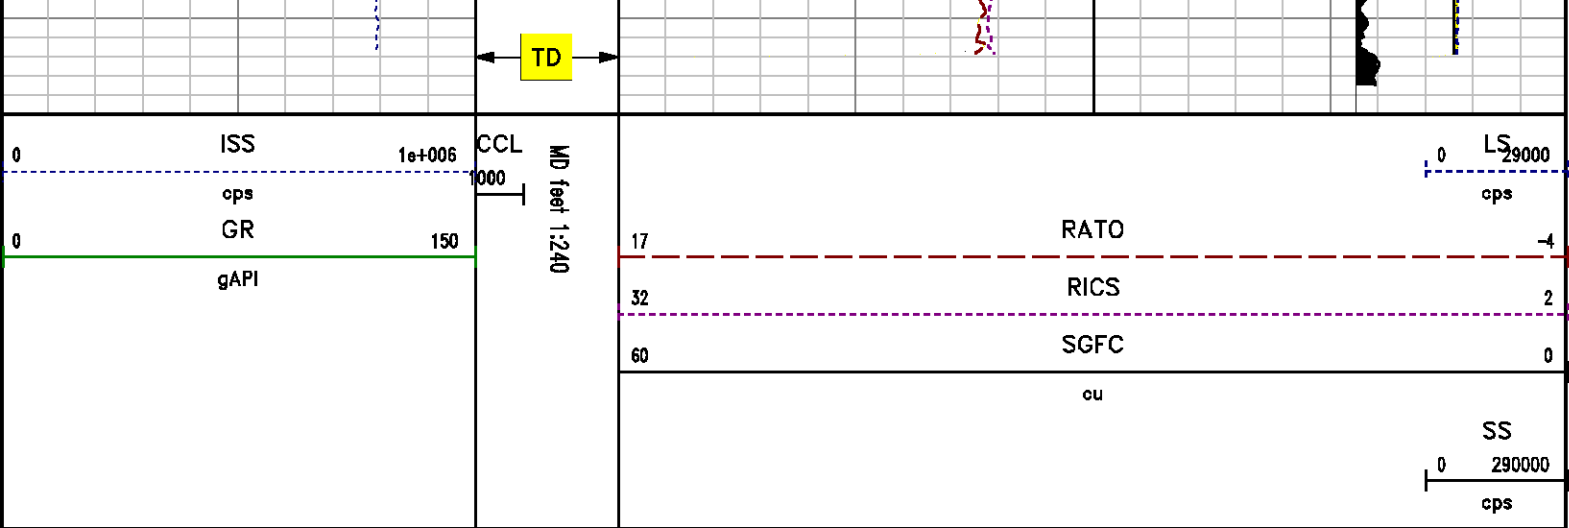 TD
ISS
0 1e+006
cps
GR
0 150
gAPI
CCL
1000
MD feet 1:240
LS
0 29000
cps
RATO
17 -4
RICS
32 2
SGFC
60 0
cu
SS
0 290000
cps